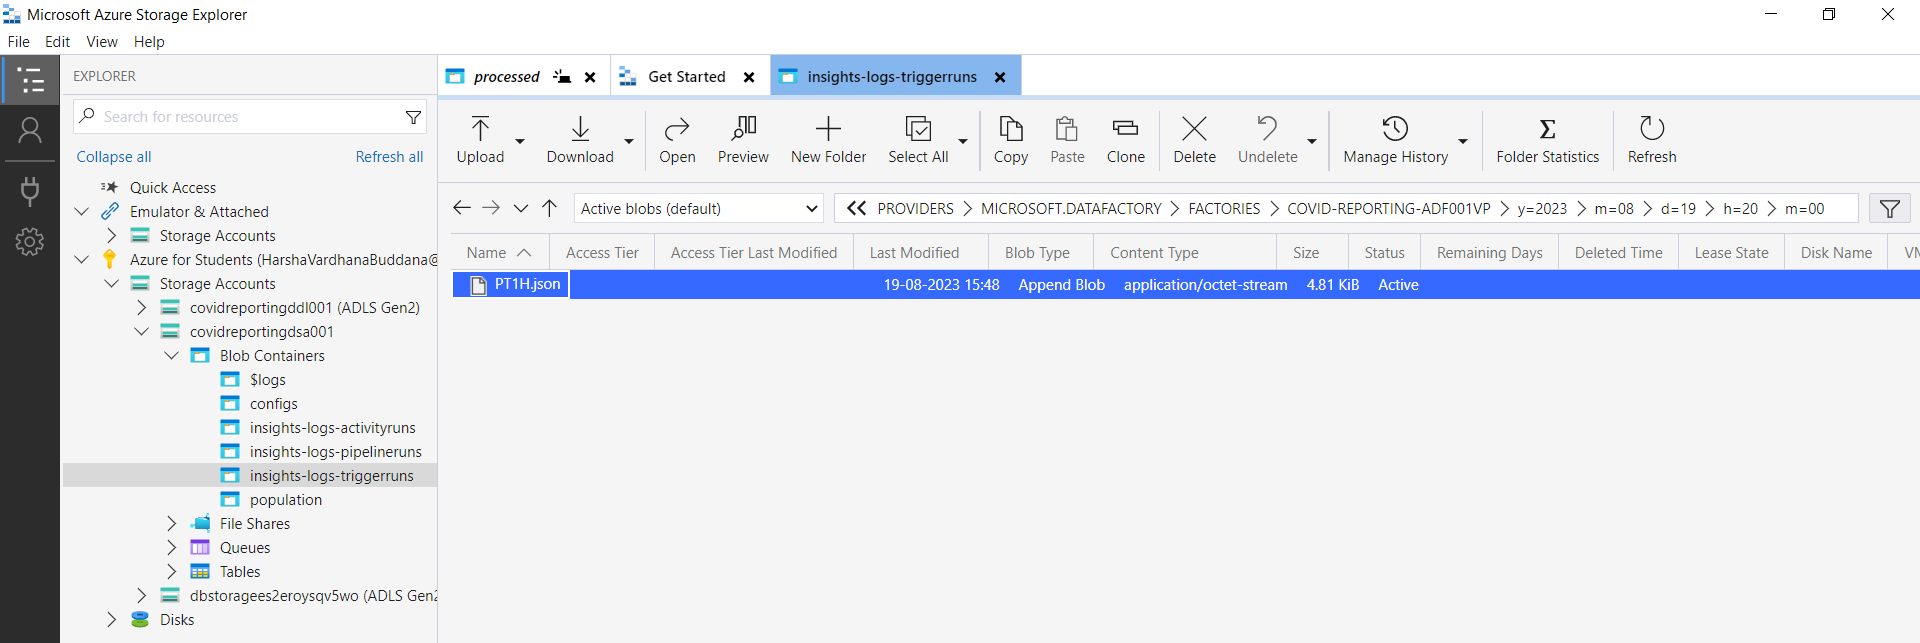 Microsoft Azure Storage Explorer
File Edit View Help
EXPLORER
Search for resources
Collapse all Refresh all
Quick Access
Emulator & Attached
Storage Accounts
Azure for Students (HarshaVardhanaBuddana@
Storage Accounts
covidreportingddl001 (ADLS Gen2)
covidreportingdsa001
Blob Containers
$logs
configs
insights-logs-activityruns
insights-logs-pipelineruns
insights-logs-triggerruns
population
File Shares
Queues
Tables
dbstoragees2eroysqv5wo (ADLS Gen2
Disks
processed Get Started insights-logs-triggerruns
Upload Download Open Preview New Folder Select All Copy Paste Clone Delete Undelete Manage History Folder Statistics Refresh
Active blobs (default) PROVIDERS MICROSOFT.DATAFACTORY FACTORIES COVID-REPORTING-ADF001VP y=2023 m=08 d=19 h=20 m=00
Name Access Tier Access Tier Last Modified Last Modified Blob Type Content Type Size Status Remaining Days Deleted Time Lease State Disk Name VM
PT1H.json 19-08-2023 15:48 Append Blob application/octet-stream 4.81 KiB Active